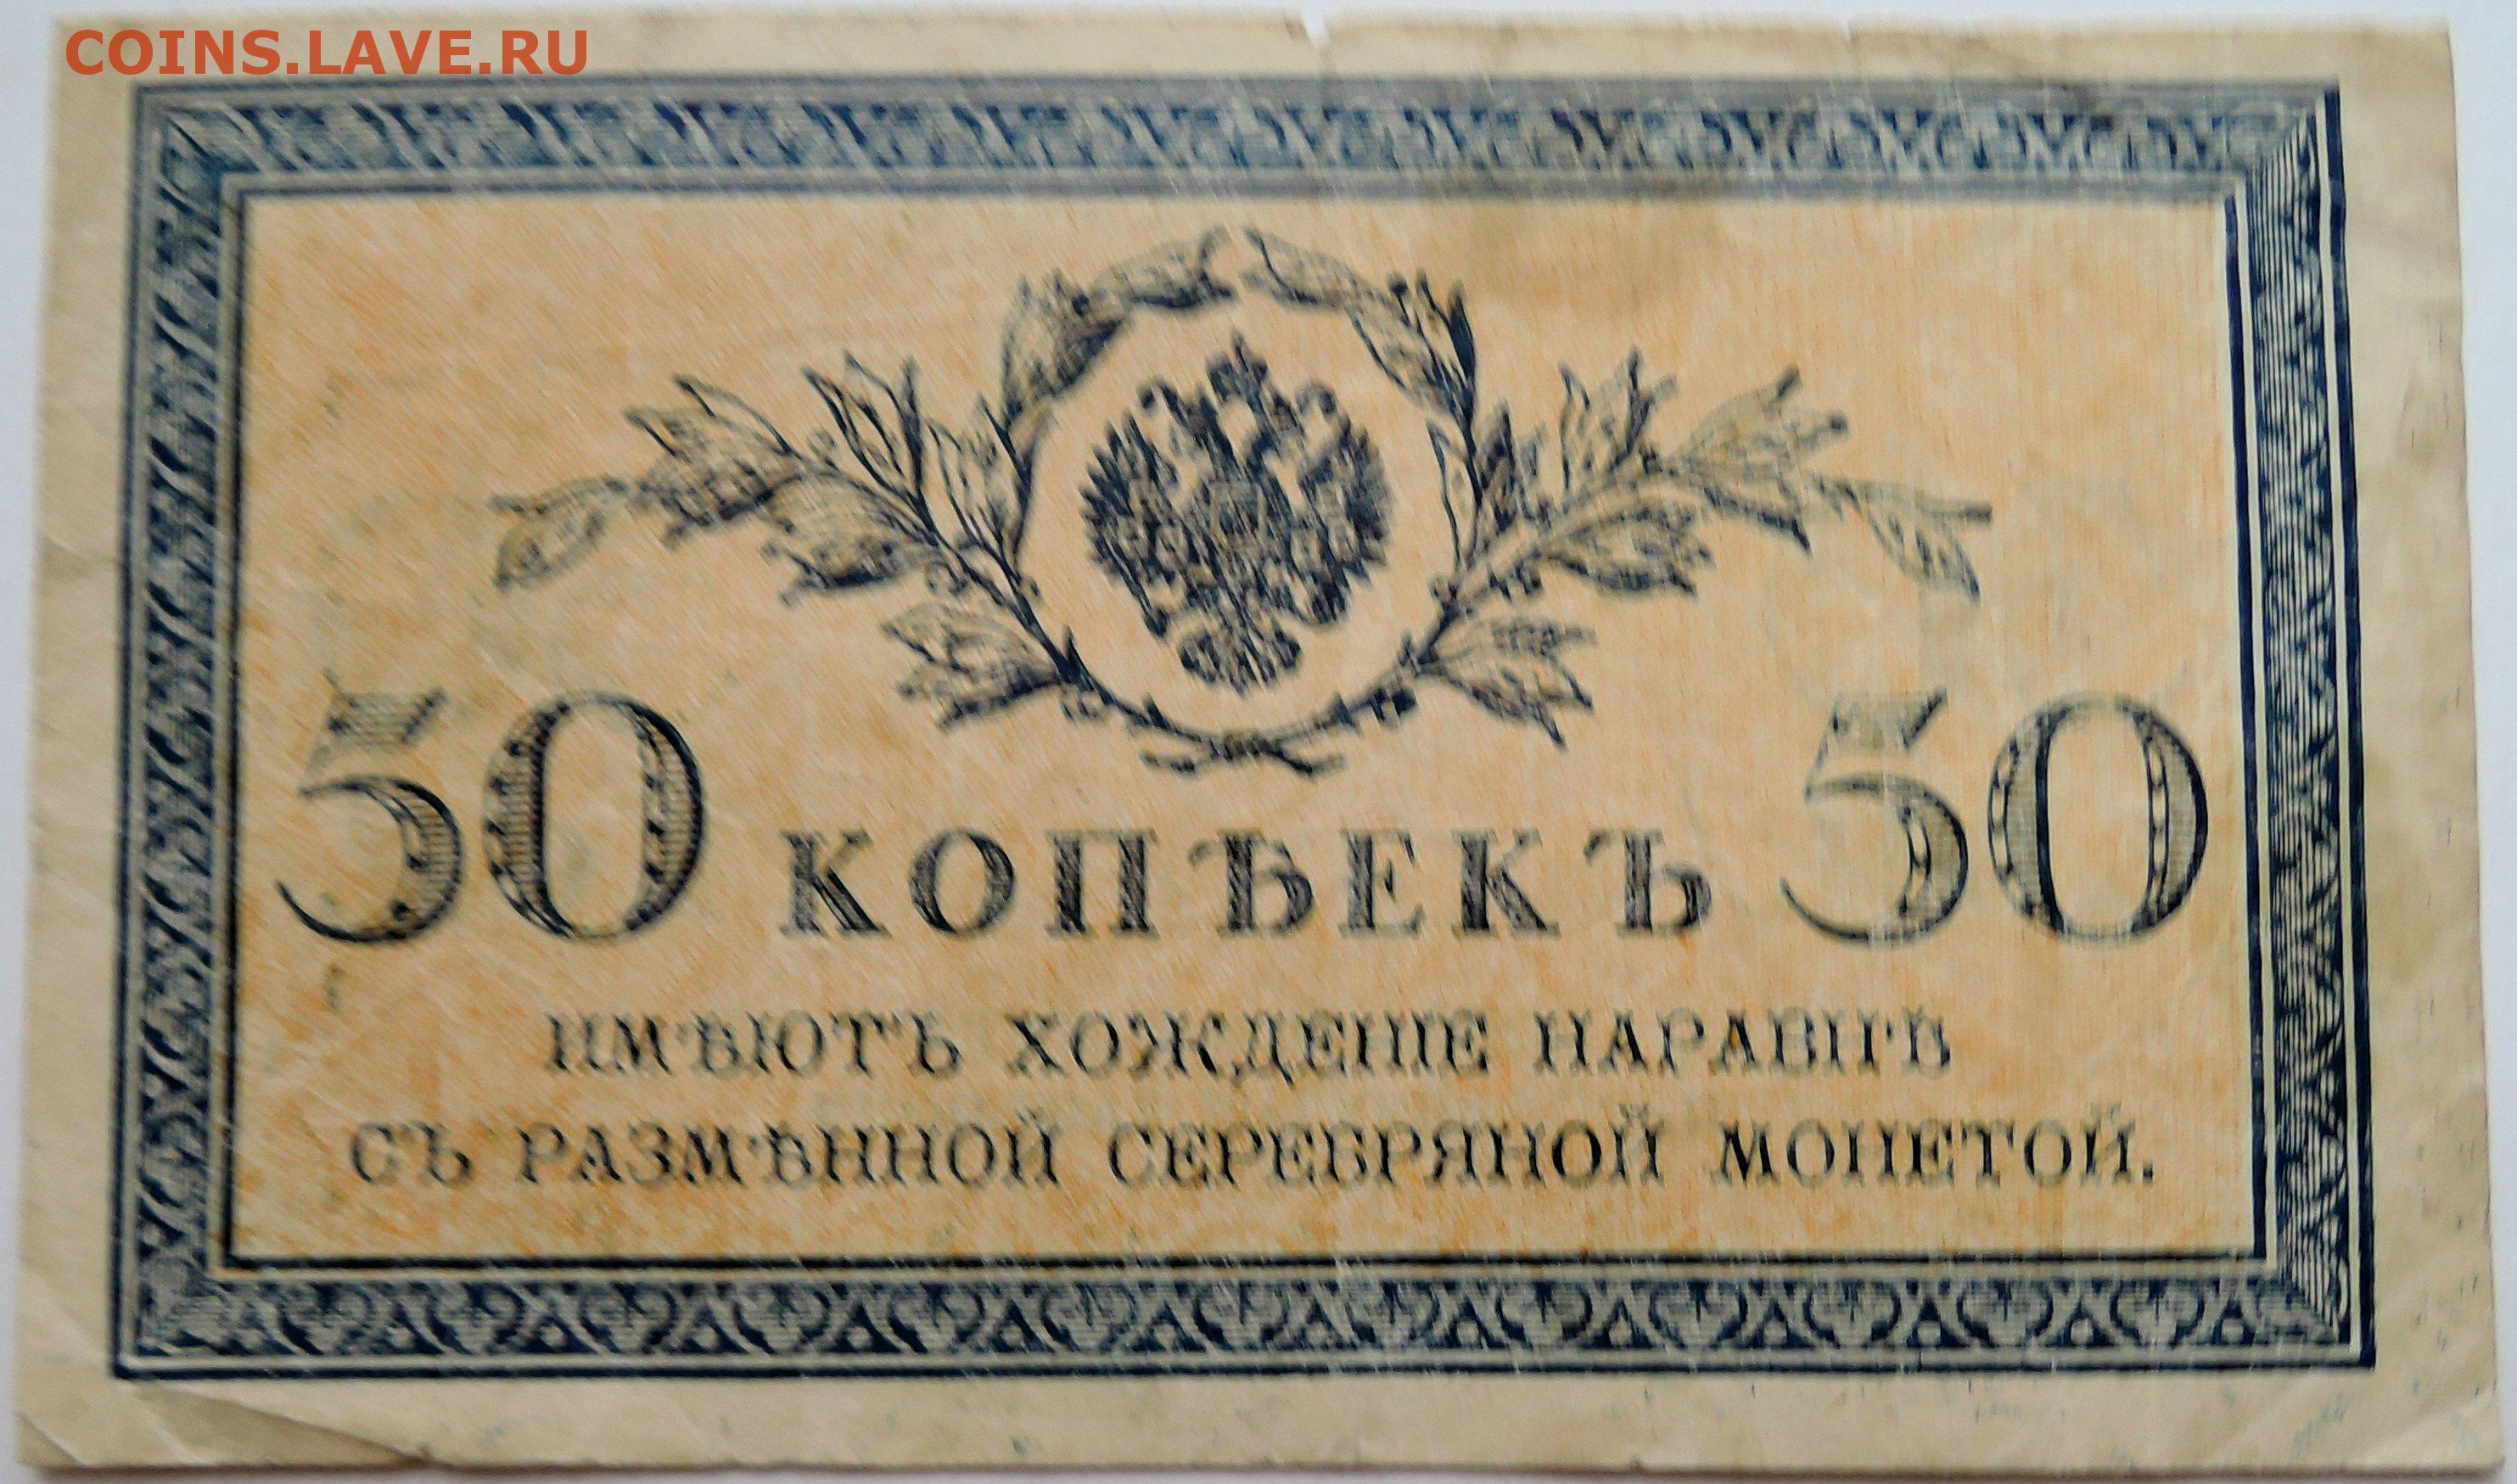 COINS.LAVE.RU
50 КОПѢЕКЪ 50
ИМѢЮТЪ ХОЖДЕНІЕ НАРАВНѢ
СЪ РАЗМѢННОЙ СЕРЕБРЯНОЙ МОНЕТОЙ.